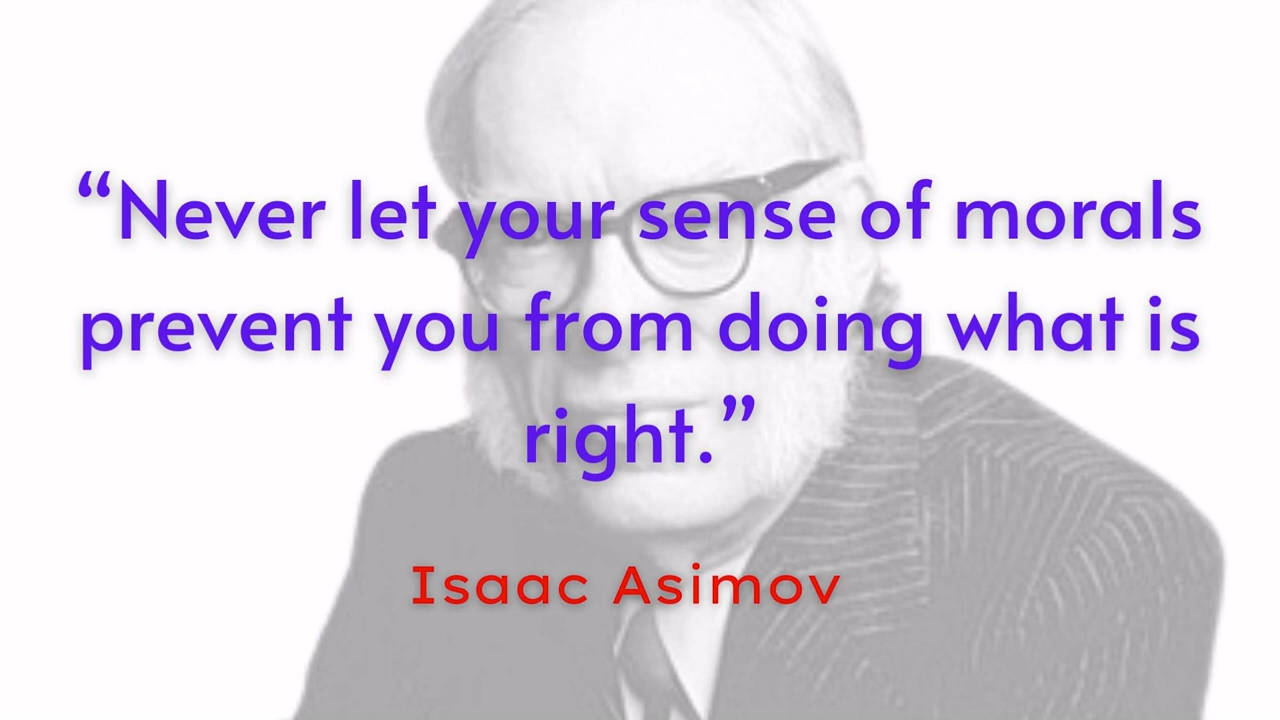 “Never let your sense of morals
prevent you from doing what is
right.”
Isaac Asimov